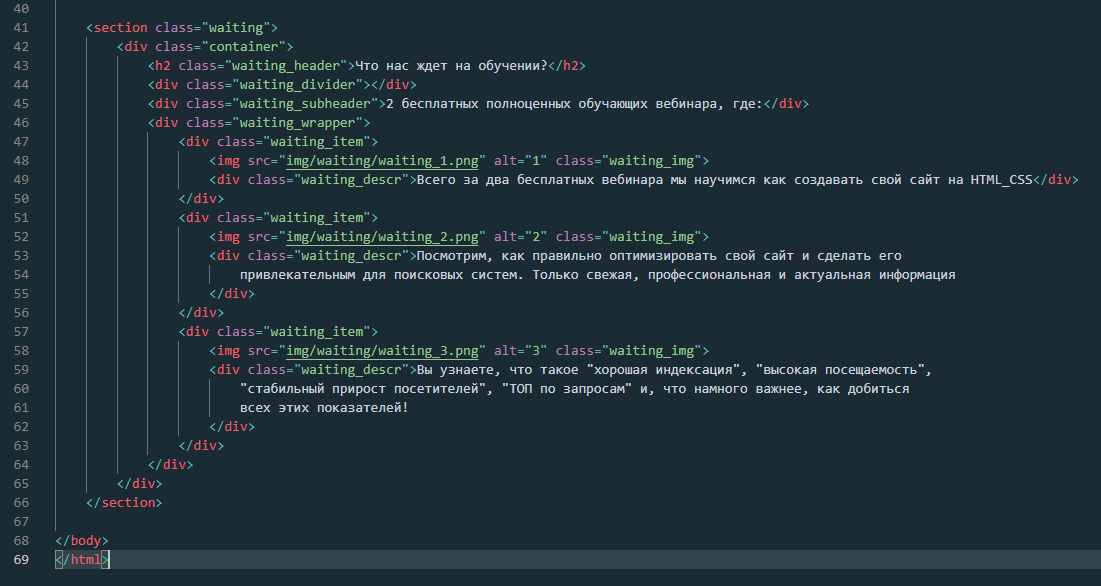 40
41 <section class="waiting">
42 <div class="container">
43 <h2 class="waiting_header">Что нас ждет на обучении?</h2>
44 <div class="waiting_divider"></div>
45 <div class="waiting_subheader">2 бесплатных полноценных обучающих вебинара, где:</div>
46 <div class="waiting_wrapper">
47 <div class="waiting_item">
48 <img src="img/waiting/waiting_1.png" alt="1" class="waiting_img">
49 <div class="waiting_descr">Всего за два бесплатных вебинара мы научимся как создавать свой сайт на HTML_CSS</div>
50 </div>
51 <div class="waiting_item">
52 <img src="img/waiting/waiting_2.png" alt="2" class="waiting_img">
53 <div class="waiting_descr">Посмотрим, как правильно оптимизировать свой сайт и сделать его
54 привлекательным для поисковых систем. Только свежая, профессиональная и актуальная информация
55 </div>
56 </div>
57 <div class="waiting_item">
58 <img src="img/waiting/waiting_3.png" alt="3" class="waiting_img">
59 <div class="waiting_descr">Вы узнаете, что такое "хорошая индексация", "высокая посещаемость",
60 "стабильный прирост посетителей", "ТОП по запросам" и, что намного важнее, как добиться
61 всех этих показателей!
62 </div>
63 </div>
64 </div>
65 </div>
66 </section>
67
68 </body>
69 </html>